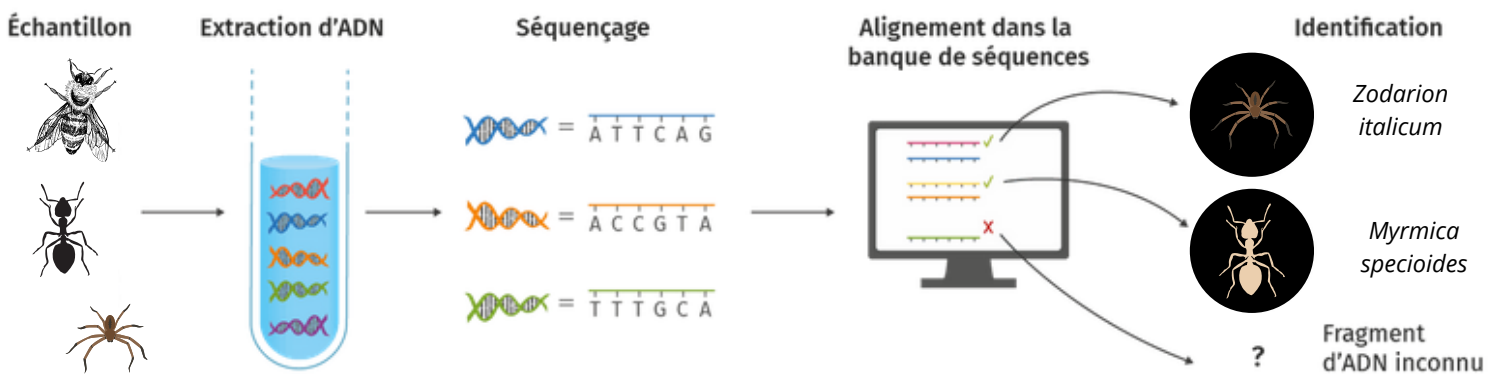 Échantillon
Extraction d'ADN
Séquençage
Alignement dans la
banque de séquences
Identification
= A T T C A G
= A C C G T A
= T T T G C A
Zodarion
italicum
Myrmica
specioides
?
Fragment
d'ADN inconnu